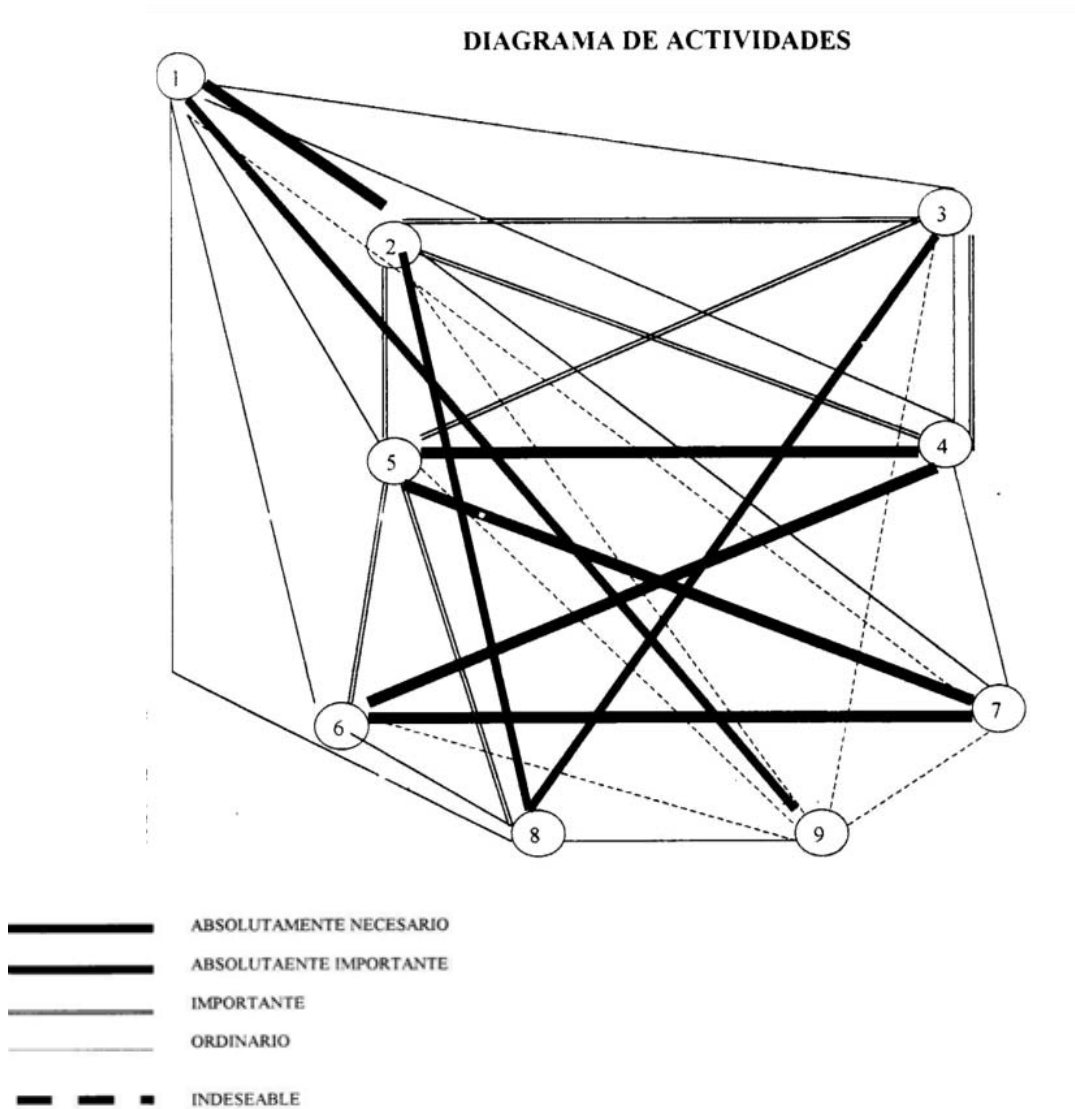 DIAGRAMA DE ACTIVIDADES
1
3
2
4
5
7
6
8
9
ABSOLUTAMENTE NECESARIO
ABSOLUTAENTE IMPORTANTE
IMPORTANTE
ORDINARIO
INDESEABLE